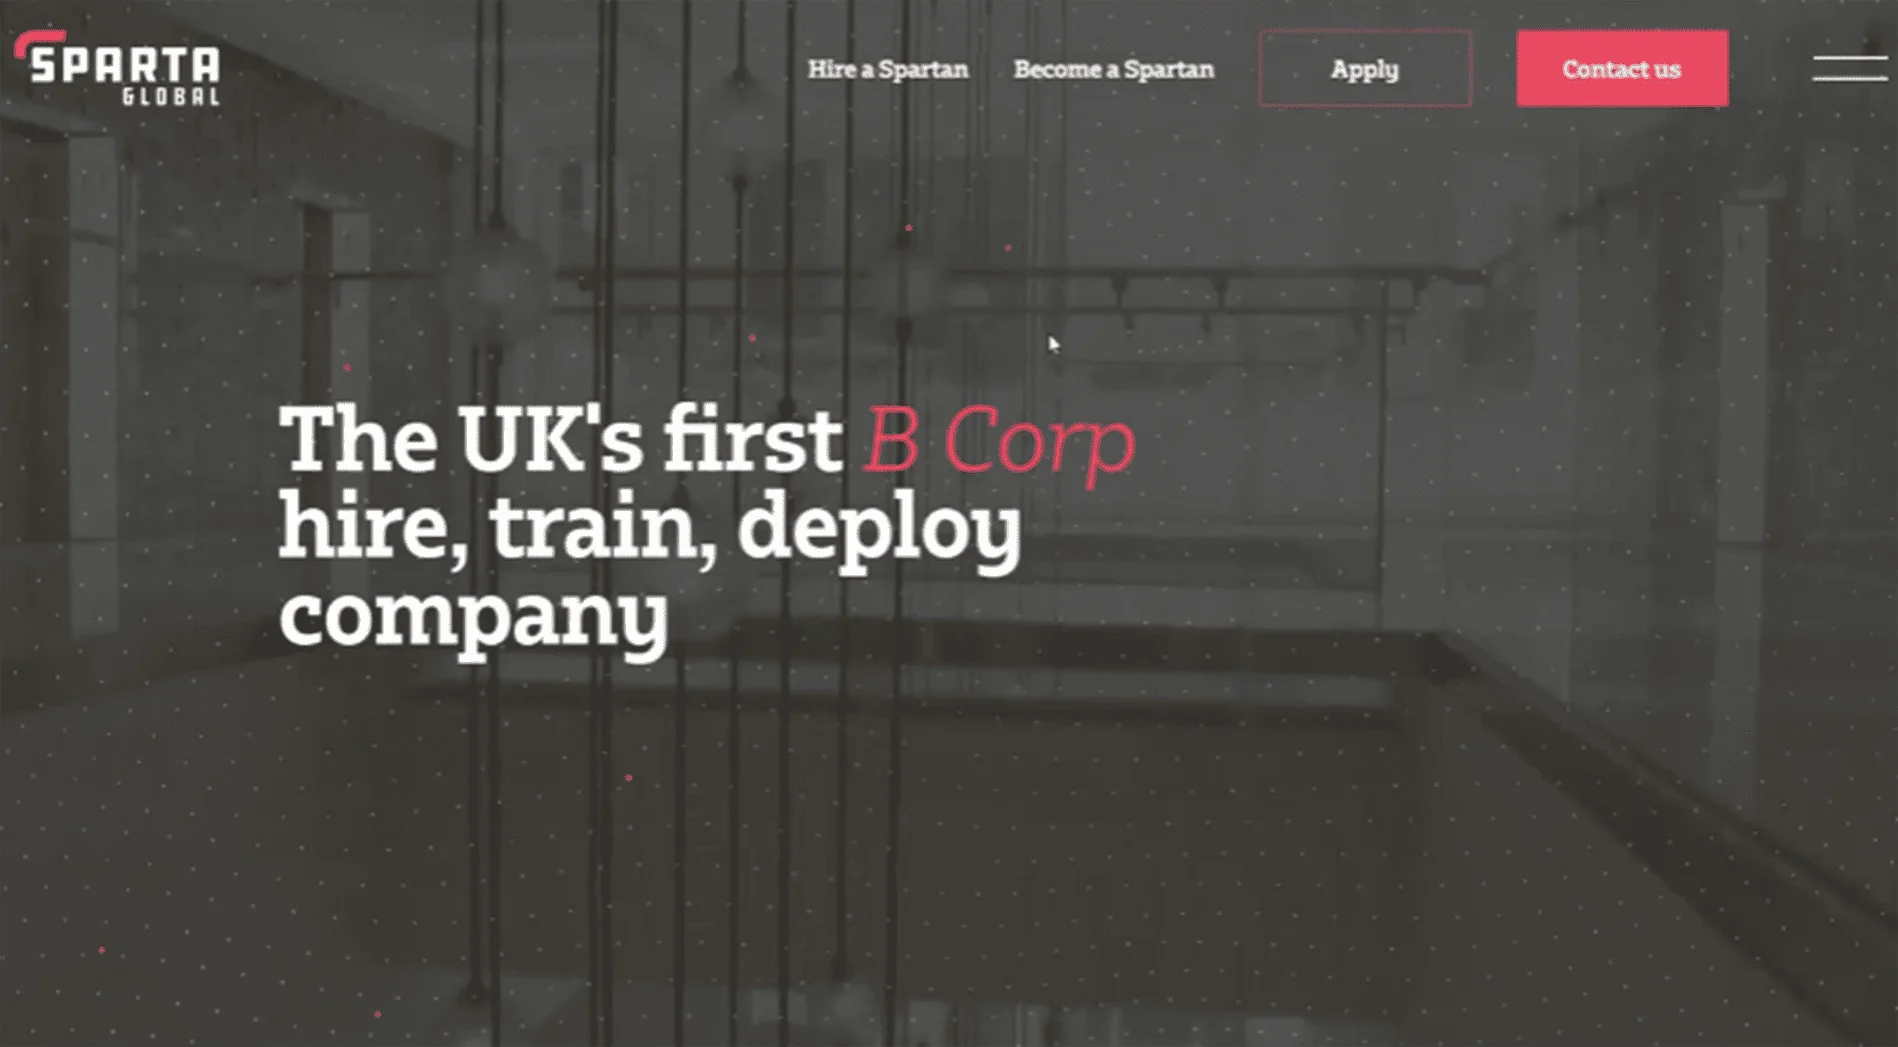 SPARTA
GLOBAL
Hire a Spartan
Become a Spartan
Apply
Contact us
The UK's first B Corp
hire, train, deploy
company